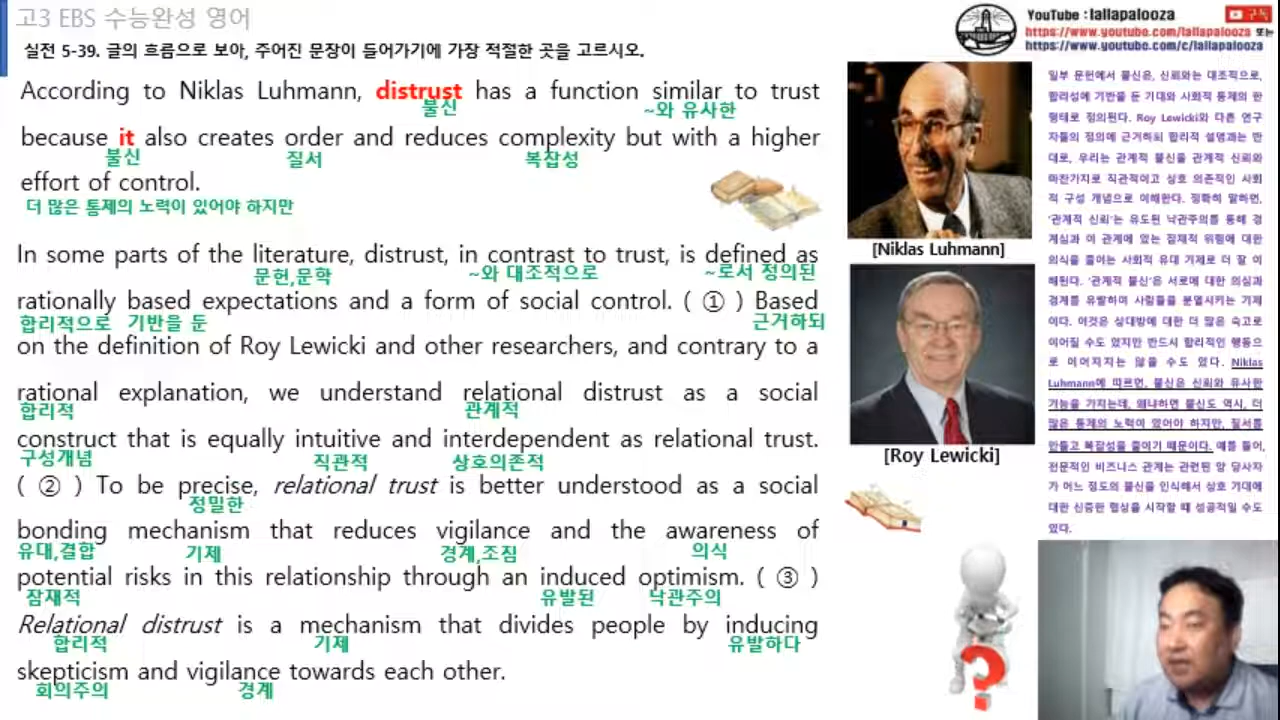 고3 EBS 수능완성 영어
실전 5-39. 글의 흐름으로 보아, 주어진 문장이 들어가기에 가장 적절한 곳을 고르시오.
According to Niklas Luhmann, distrust has a function similar to trust
불신 ~와 유사한
because it also creates order and reduces complexity but with a higher
불신 질서 복잡성
effort of control.
더 많은 통제의 노력이 있어야 하지만
In some parts of the literature, distrust, in contrast to trust, is defined as
문헌,문학 ~와 대조적으로 ~로서 정의된
rationally based expectations and a form of social control. ( ① ) Based
합리적으로 기반을 둔 근거하되
on the definition of Roy Lewicki and other researchers, and contrary to a
rational explanation, we understand relational distrust as a social
합리적 관계적
construct that is equally intuitive and interdependent as relational trust.
구성개념 직관적 상호의존적
( ② ) To be precise, relational trust is better understood as a social
정밀한
bonding mechanism that reduces vigilance and the awareness of
유대,결합 기제 경계,조짐 의식
potential risks in this relationship through an induced optimism. ( ③ )
잠재적 유발된 낙관주의
Relational distrust is a mechanism that divides people by inducing
합리적 기제 유발하다
skepticism and vigilance towards each other.
회의주의 경계
YouTube : lallapalooza 구독
https://www.youtube.com/lallapalooza 또는
https://www.youtube.com/c/lallapalooza
[Niklas Luhmann]
[Roy Lewicki]
일부 문헌에서 불신은, 신뢰와는 대조적으로,
합리성에 기반을 둔 기대와 사회적 통제의 한
형태로 정의된다. Roy Lewicki와 다른 연구
자들의 정의에 근거하되 합리적 설명과는 반
대로, 우리는 관계적 불신을 관계적 신뢰와
마찬가지로 직관적이고 상호 의존적인 사회
적 구성 개념으로 이해한다. 정확히 말하면,
'관계적 신뢰'는 유도된 낙관주의를 통해 경
계심과 이 관계에 있는 잠재적 위험에 대한
의식을 줄이는 사회적 유대 기제로 더 잘 이
해된다. '관계적 불신'은 서로에 대한 의심과
경계를 유발하여 사람들을 분열시키는 기제
이다. 이것은 상대방에 대한 더 많은 숙고로
이어질 수도 있지만 반드시 합리적인 행동으
로 이어지지는 않을 수도 있다. Niklas
Luhmann에 따르면, 불신은 신뢰와 유사한
기능을 가지는데, 왜냐하면 불신도 역시, 더
많은 통제의 노력이 있어야 하지만, 질서를
만들고 복잡성을 줄이기 때문이다. 예를 들어,
전문적인 비즈니스 관계는 관련된 양 당사자
가 어느 정도의 불신을 인식해서 상호 기대에
대한 신중한 협상을 시작할 때 성공적일 수도
있다.